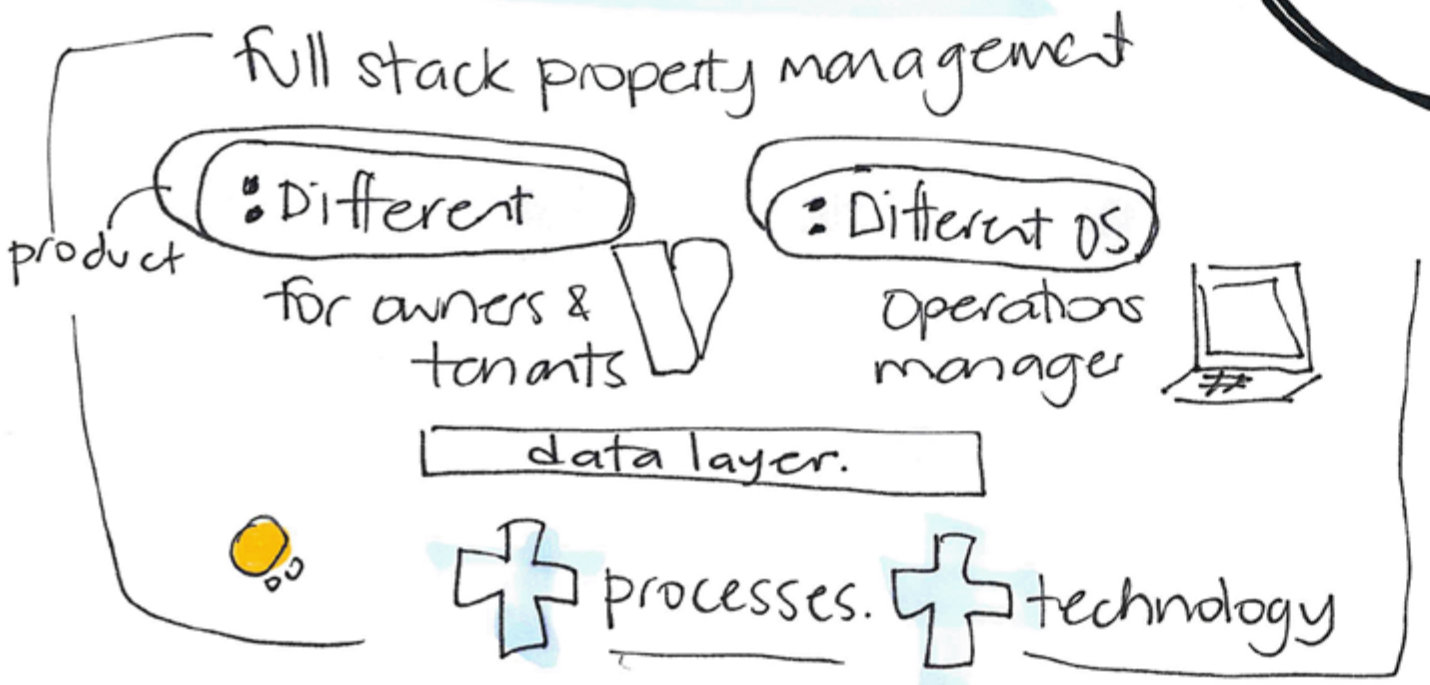 full stack property management
:Different
:Different OS
product
for owners &
tenants
Operations
manager
data layer.
processes.
technology